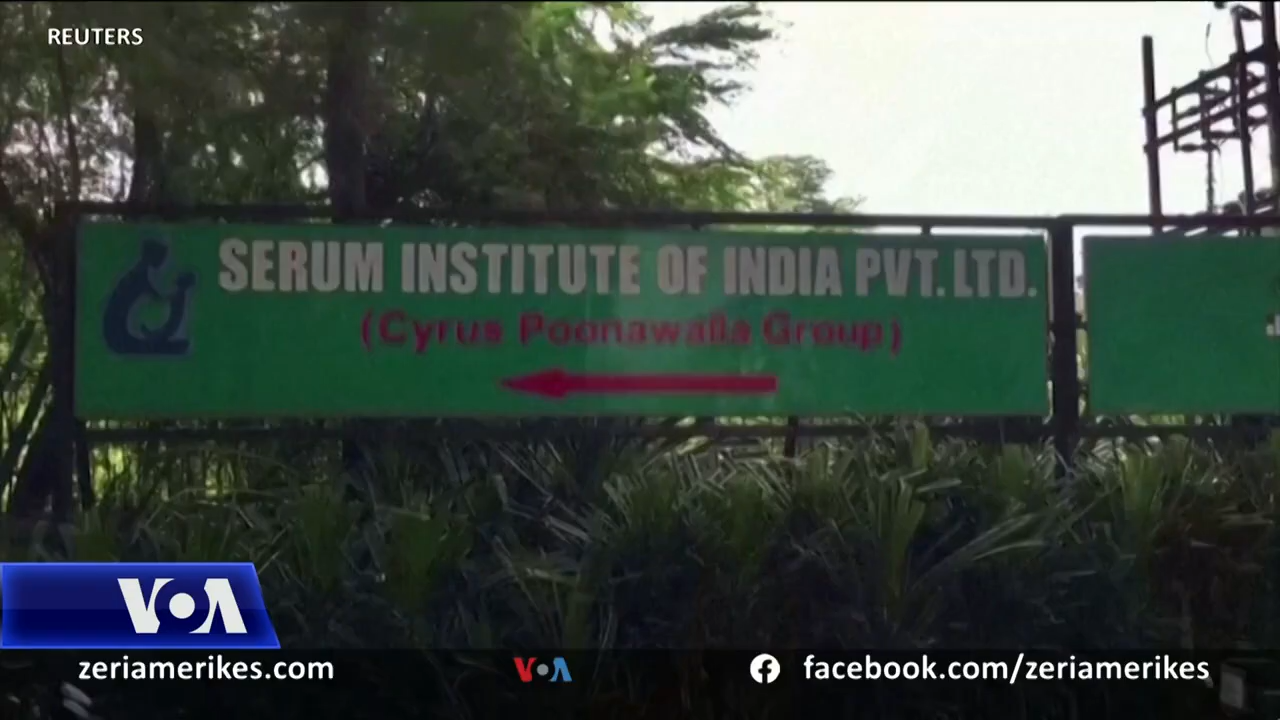 REUTERS
SERUM INSTITUTE OF INDIA PVT. LTD.
(Cyrus Poonawalla Group)
VOA
zeriamerikes.com
VOA
facebook.com/zeriamerikes